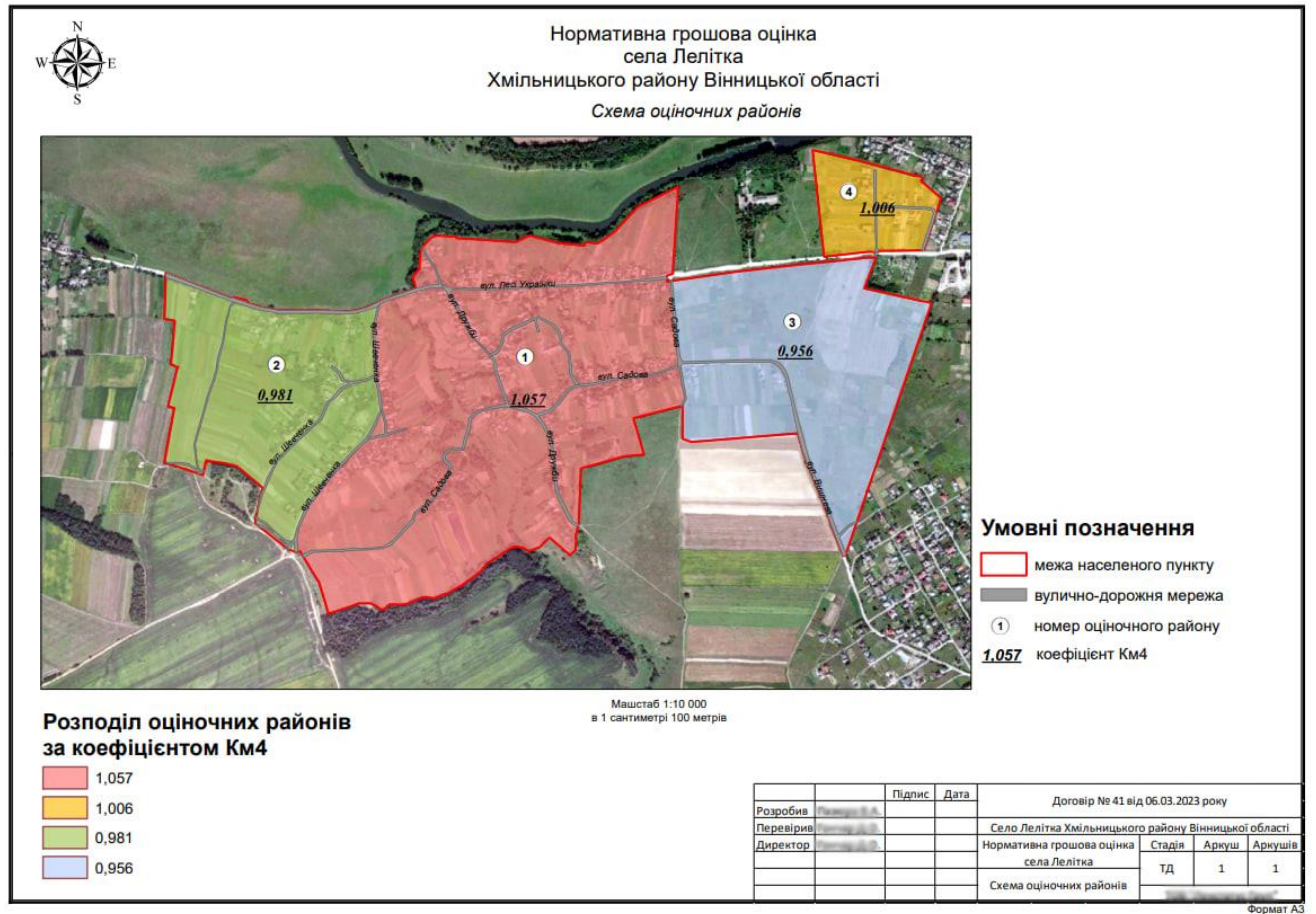 N
W E
S
Нормативна грошова оцінка
села Лелітка
Хмільницького району Вінницької області
Схема оціночних районів
4
1,006
вул. Лесі Українки
вул. Дружби
вул. Шевченка
вул. Садова
3
0,956
1
2
0,981
вул. Садова
1,057
вул. Шевченка
вул. Дружби
вул. Шевченка
вул. Садова
вул. Вишнева
Умовні позначення
межа населеного пункту
вулично-дорожня мережа
1 номер оціночного району
1,057 коефіцієнт Км4
Масштаб 1:10 000
в 1 сантиметрі 100 метрів
Розподіл оціночних районів
за коефіцієнтом Км4
1,057
1,006
0,981
0,956
Підпис Дата
Договір № 41 від 06.03.2023 року
Розробив
Перевірив
Село Лелітка Хмільницького району Вінницької області
Директор
Нормативна грошова оцінка
села Лелітка
Стадія Аркуш Аркушів
ТД 1 1
Схема оціночних районів
Формат А3